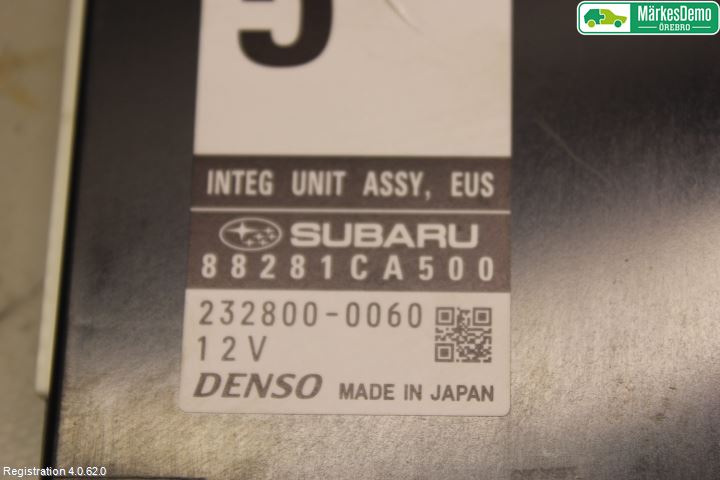 MärkesDemo
ÖREBRO
5
INTEG UNIT ASSY, EUS
SUBARU
88281CA500
232800-0060
12V
DENSO MADE IN JAPAN
Registration 4.0.62.0